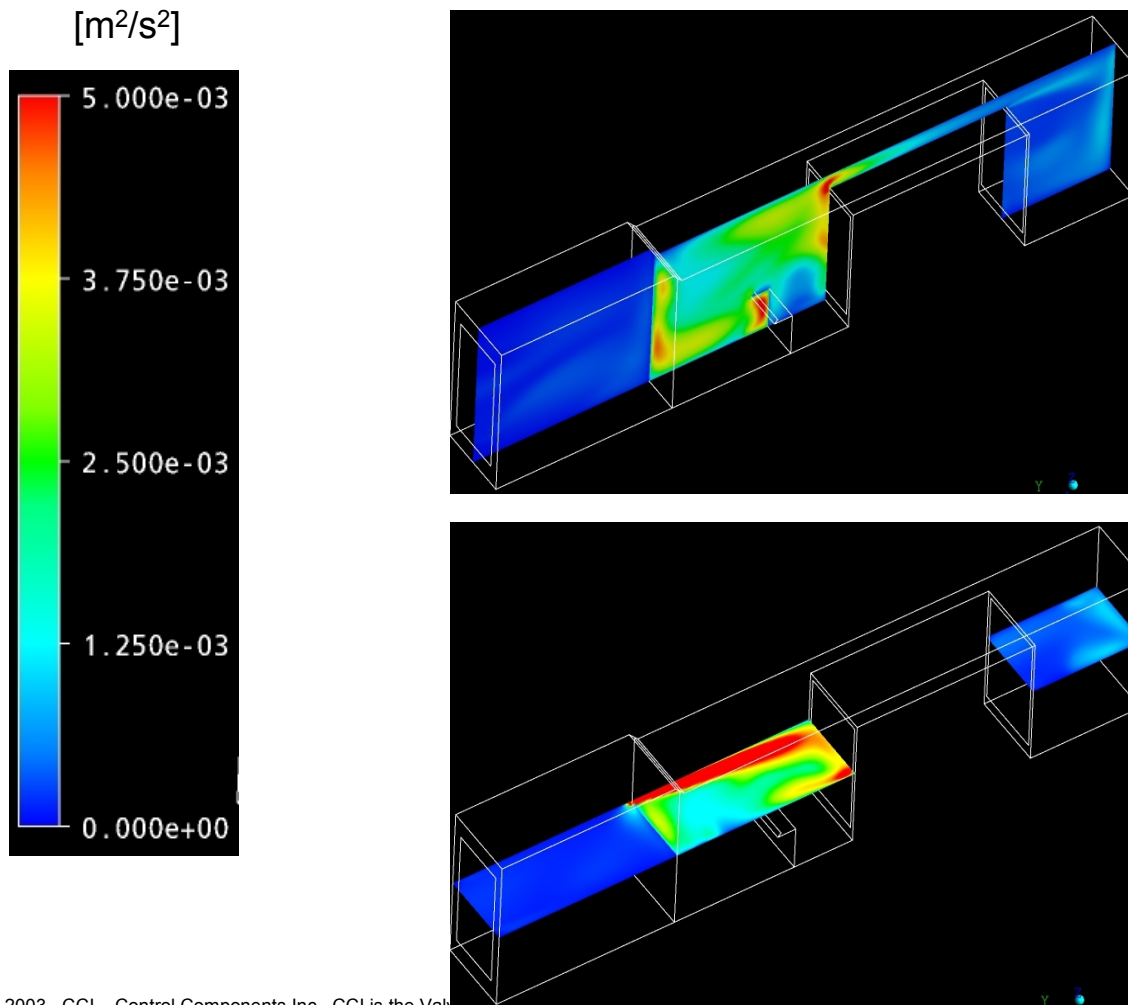 [m²/s²]
5.000e-03
3.750e-03
2.500e-03
1.250e-03
0.000e+00
Y
Z
Y
Z
2003 CCI Control Components Inc. CCI is the